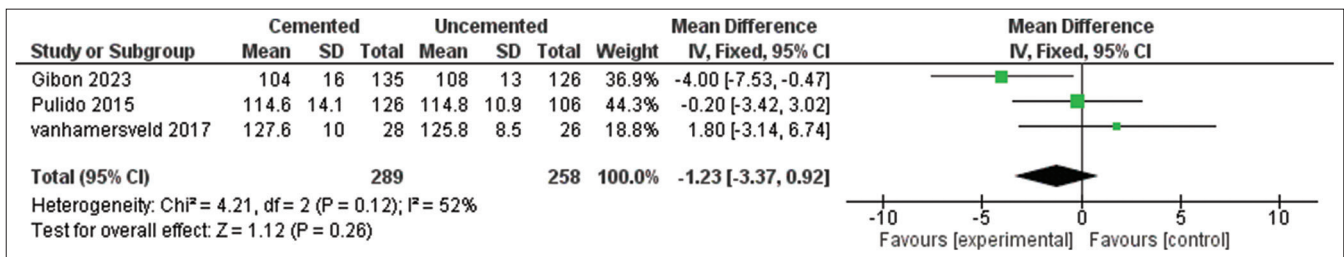 Cemented Uncemented Mean Difference Mean Difference
Study or Subgroup Mean SD Total Mean SD Total Weight IV, Fixed, 95% CI IV, Fixed, 95% CI
Gibon 2023 104 16 135 108 13 126 36.9% -4.00 [-7.53, -0.47]
Pulido 2015 114.6 14.1 126 114.8 10.9 106 44.3% -0.20 [-3.42, 3.02]
vanhamersveld 2017 127.6 10 28 125.8 8.5 26 18.8% 1.80 [-3.14, 6.74]
Total (95% CI) 289 258 100.0% -1.23 [-3.37, 0.92]
Heterogeneity: Chi² = 4.21, df = 2 (P = 0.12); I² = 52%
Test for overall effect: Z = 1.12 (P = 0.26)
-10 -5 0 5 10
Favours [experimental] Favours [control]